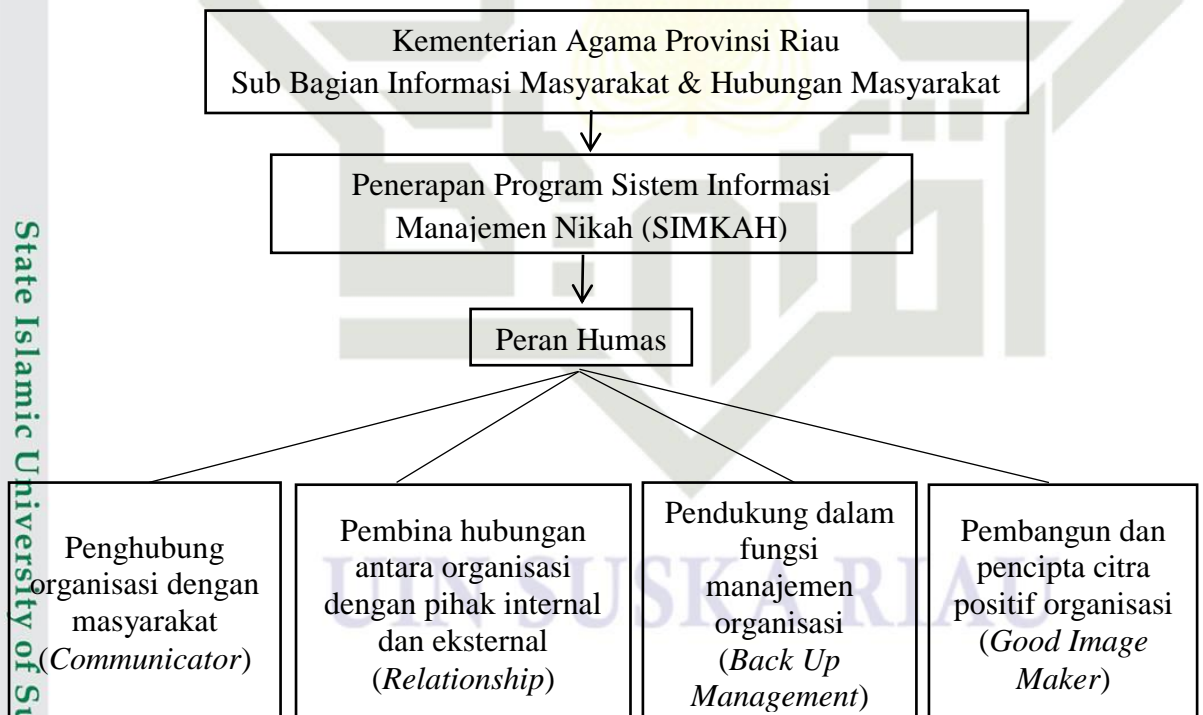 Kementerian Agama Provinsi Riau
Sub Bagian Informasi Masyarakat & Hubungan Masyarakat
Penerapan Program Sistem Informasi
Manajemen Nikah (SIMKAH)
Peran Humas
Penghubung
organisasi dengan
masyarakat
(Communicator)
Pembina hubungan
antara organisasi
dengan pihak internal
dan eksternal
(Relationship)
Pendukung dalam
fungsi
manajemen
organisasi
(Back Up
Management)
Pembangun dan
pencipta citra
positif organisasi
(Good Image
Maker)
State Islamic University of Su
UIN SUSKA RIAU